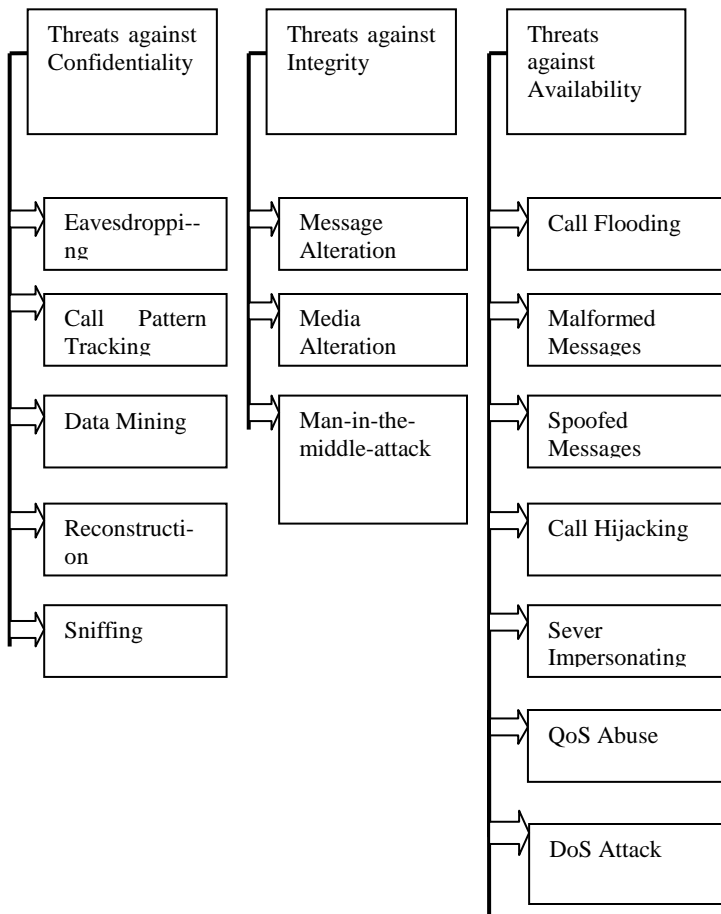 Threats against
Confidentiality
Eavesdroppi--
ng
Call Pattern
Tracking
Data Mining
Reconstructi-
on
Sniffing
Threats against
Integrity
Message
Alteration
Media
Alteration
Man-in-the-
middle-attack
Threats
against
Availability
Call Flooding
Malformed
Messages
Spoofed
Messages
Call Hijacking
Sever
Impersonating
QoS Abuse
DoS Attack